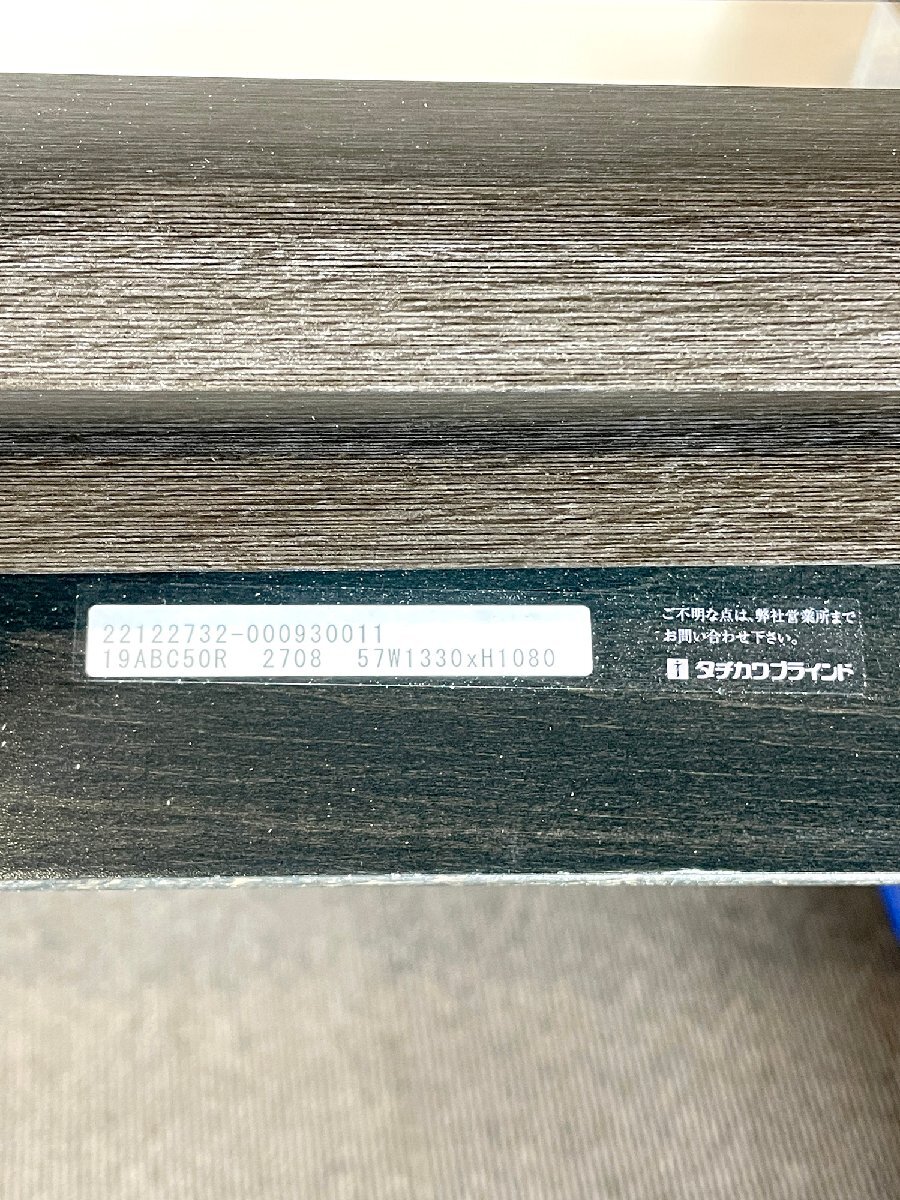 22122732-000930011
19ABC50R 2708 57W1330xH1080
ご不明な点は、弊社営業所まで
お問い合わせ下さい。
タチカワブラインド